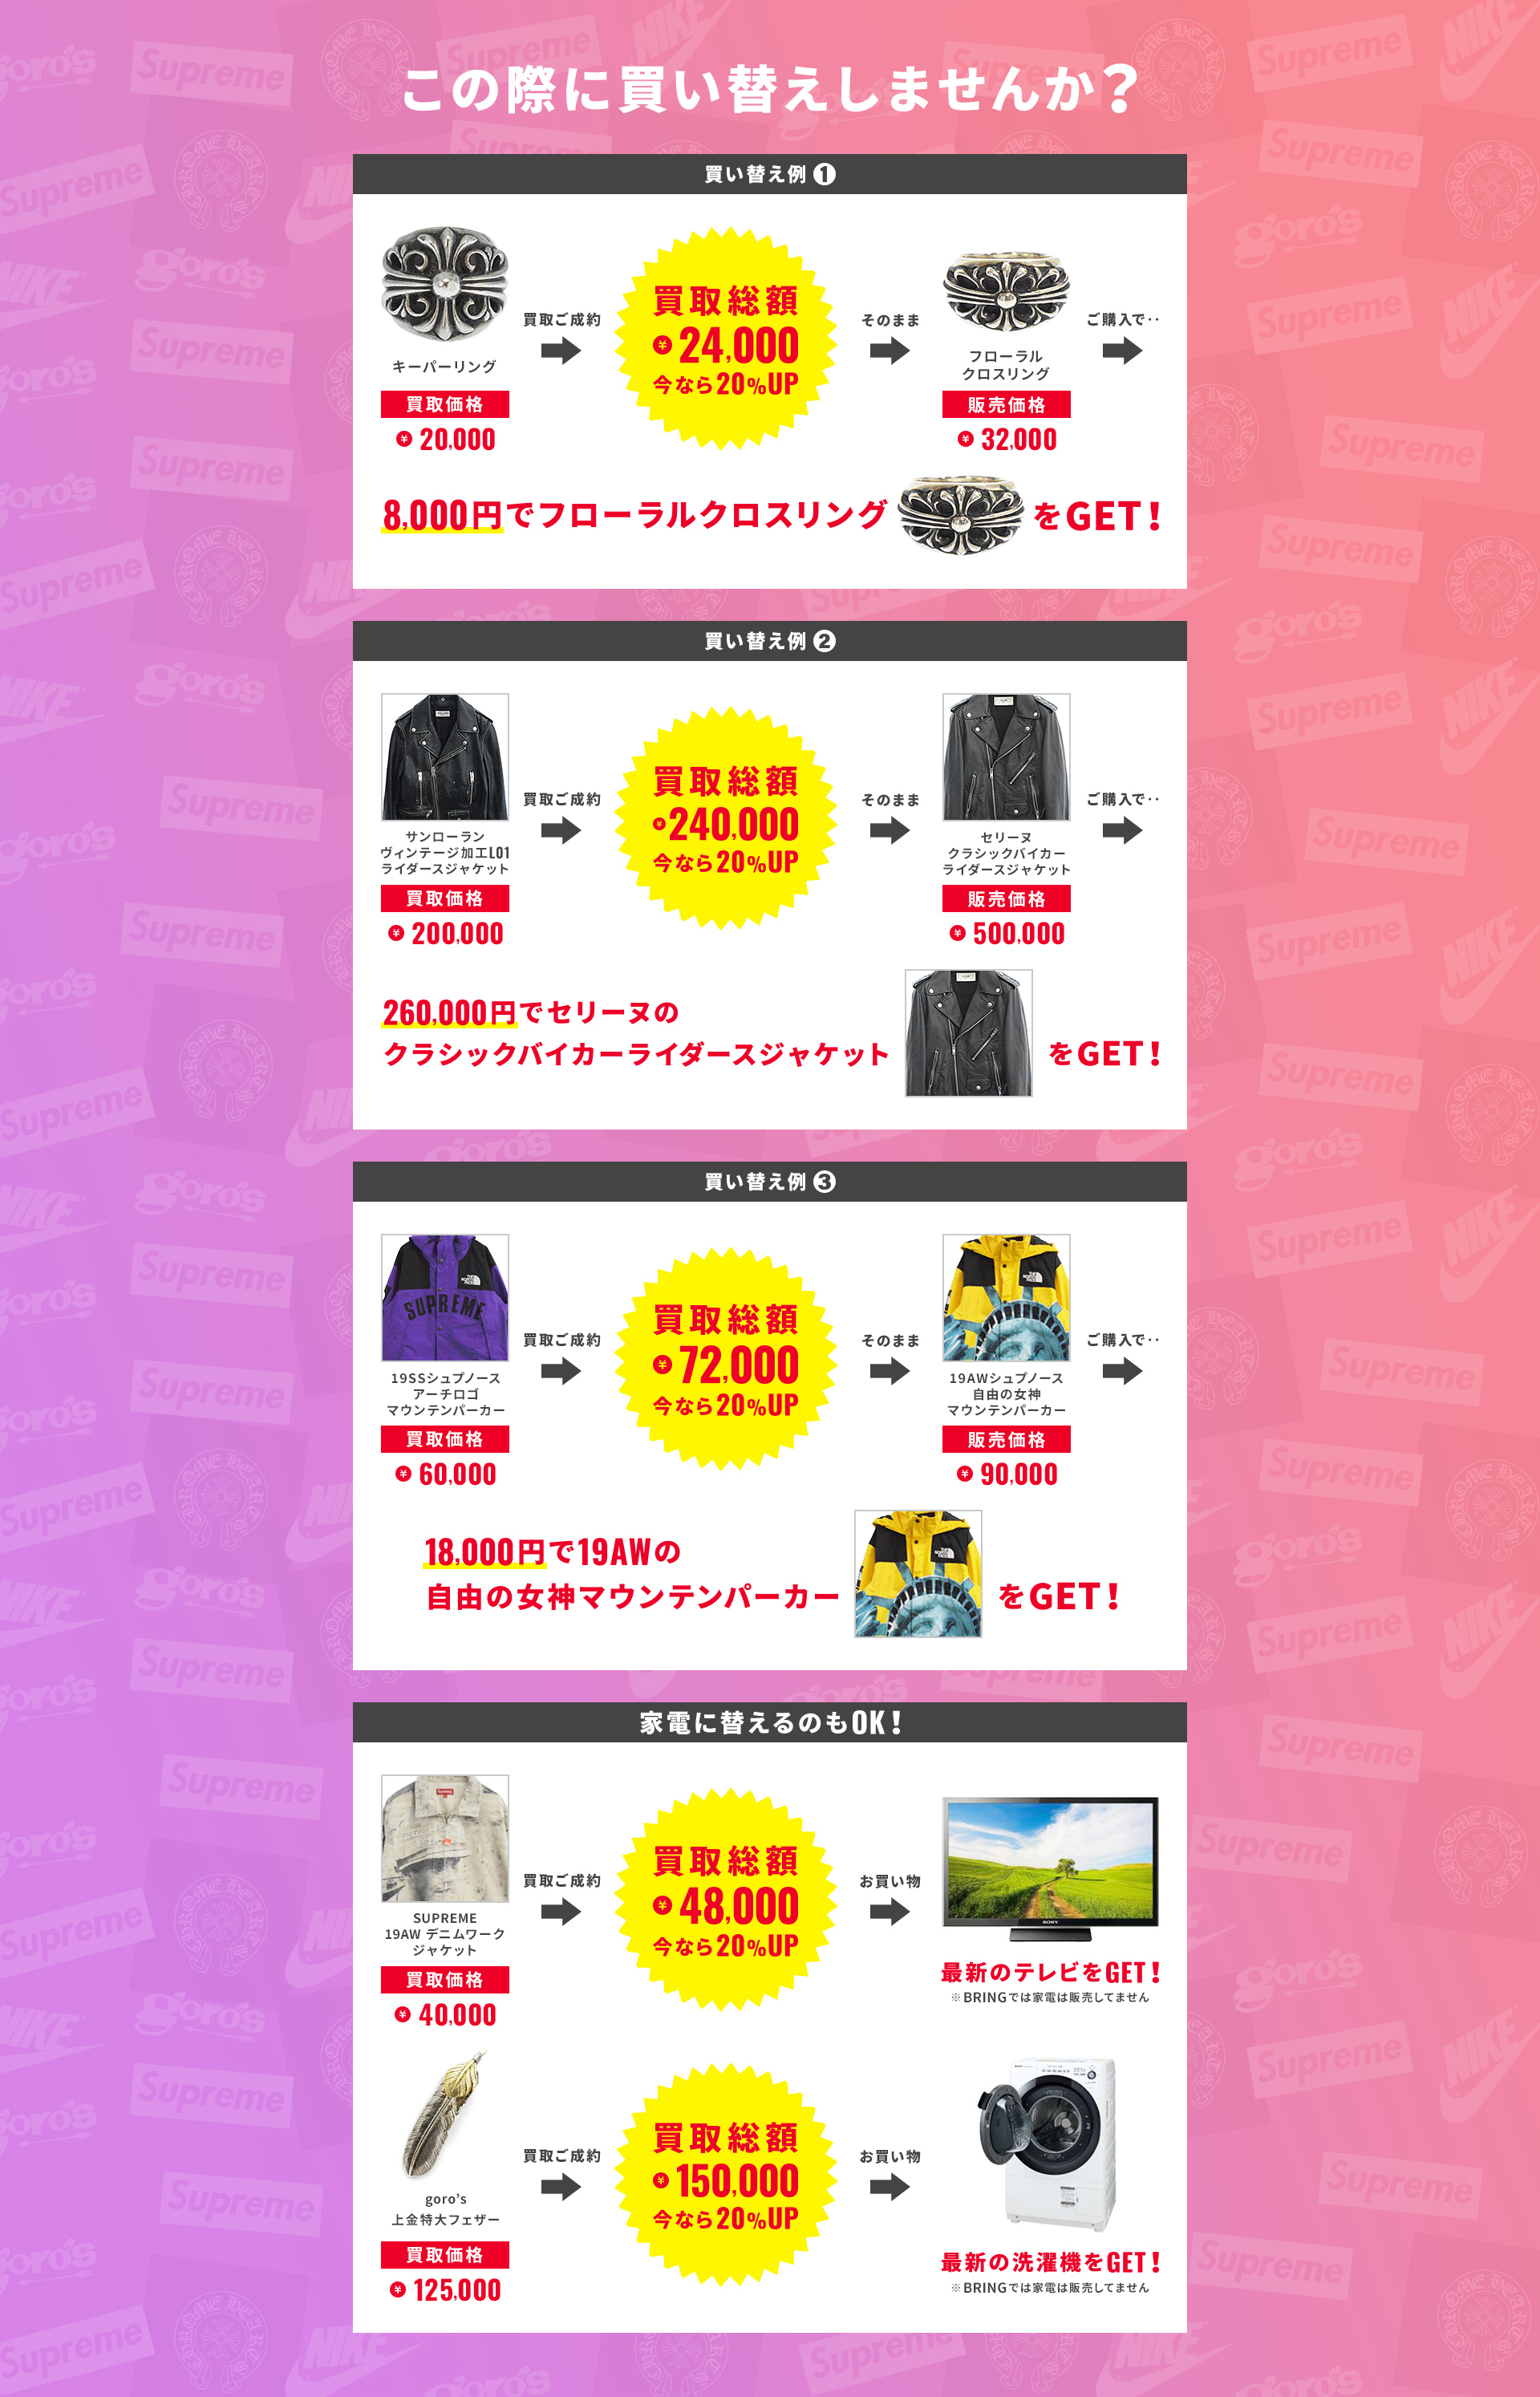 この際に買い替えしませんか?
買い替え例 1
キーパーリング
買取価格
¥ 20,000
買取ご成約
買取総額
¥ 24,000
今なら20%UP
そのまま
フローラル
クロスリング
販売価格
¥ 32,000
ご購入で‥
8,000円でフローラルクロスリング をGET!
買い替え例 2
サンローラン
ヴィンテージ加工L01
ライダースジャケット
買取価格
¥ 200,000
買取ご成約
買取総額
¥ 240,000
今なら20%UP
そのまま
セリーヌ
クラシックバイカー
ライダースジャケット
販売価格
¥ 500,000
ご購入で‥
260,000円でセリーヌの
クラシックバイカーライダースジャケット をGET!
買い替え例 3
THE NORTH FACE
SUPREME
19SSシュプノース
アーチロゴ
マウンテンパーカー
買取価格
¥ 60,000
買取ご成約
買取総額
¥ 72,000
今なら20%UP
そのまま
THE NORTH FACE
19AWシュプノース
自由の女神
マウンテンパーカー
販売価格
¥ 90,000
ご購入で‥
18,000円で19AWの
自由の女神マウンテンパーカー をGET!
家電に替えるのもOK!
Supreme
SUPREME
19AW デニムワーク
ジャケット
買取価格
¥ 40,000
買取ご成約
買取総額
¥ 48,000
今なら20%UP
お買い物
SONY
最新のテレビをGET!
※BRINGでは家電は販売してません
goro's
上金特大フェザー
買取価格
¥ 125,000
買取ご成約
買取総額
¥ 150,000
今なら20%UP
お買い物
最新の洗濯機をGET!
※BRINGでは家電は販売してません